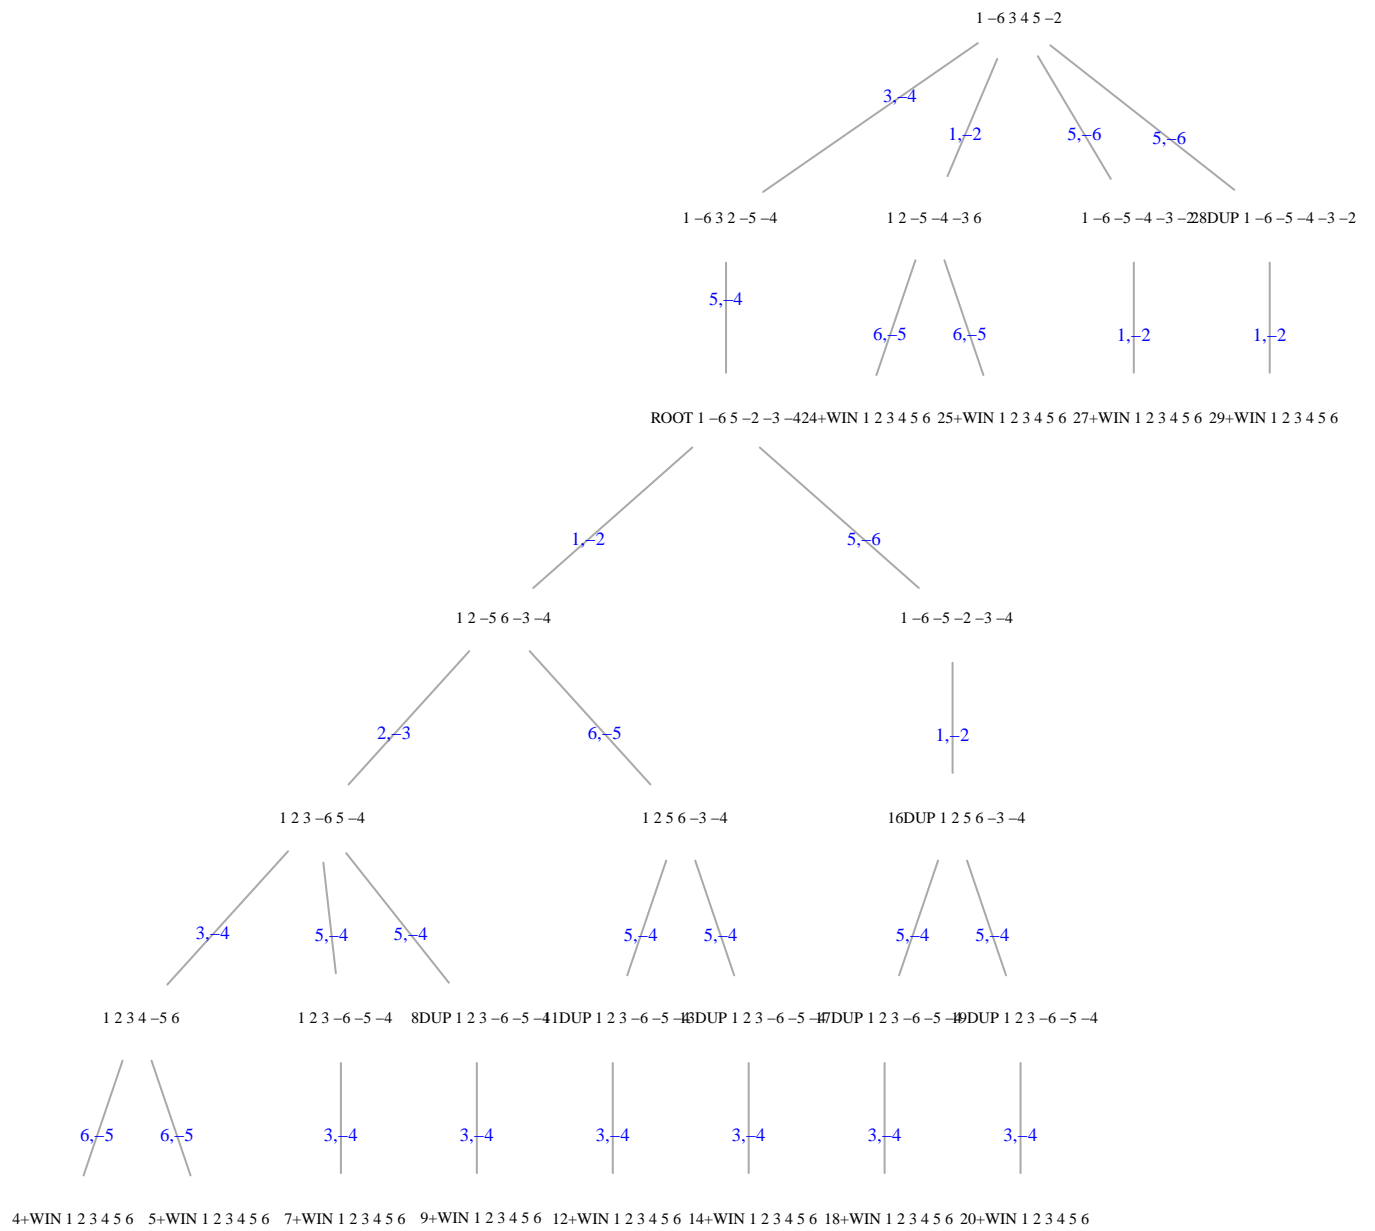 1 –6 3 4 5 –2
3,–4
1,–2
5,–6
5,–6
1 –6 3 2 –5 –4
1 2 –5 –4 –3 6
1 –6 –5 –4 –3 –2
28DUP 1 –6 –5 –4 –3 –2
5,–4
6,–5
6,–5
1,–2
1,–2
ROOT 1 –6 5 –2 –3 –4
24+WIN 1 2 3 4 5 6
25+WIN 1 2 3 4 5 6
27+WIN 1 2 3 4 5 6
29+WIN 1 2 3 4 5 6
1,–2
5,–6
1 2 –5 6 –3 –4
1 –6 –5 –2 –3 –4
2,–3
6,–5
1,–2
1 2 3 –6 5 –4
1 2 5 6 –3 –4
16DUP 1 2 5 6 –3 –4
3,–4
5,–4
5,–4
5,–4
5,–4
5,–4
5,–4
1 2 3 4 –5 6
1 2 3 –6 –5 –4
8DUP 1 2 3 –6 –5 –4
11DUP 1 2 3 –6 –5 –4
13DUP 1 2 3 –6 –5 –4
17DUP 1 2 3 –6 –5 –4
19DUP 1 2 3 –6 –5 –4
6,–5
6,–5
3,–4
3,–4
3,–4
3,–4
3,–4
3,–4
4+WIN 1 2 3 4 5 6
5+WIN 1 2 3 4 5 6
7+WIN 1 2 3 4 5 6
9+WIN 1 2 3 4 5 6
12+WIN 1 2 3 4 5 6
14+WIN 1 2 3 4 5 6
18+WIN 1 2 3 4 5 6
20+WIN 1 2 3 4 5 6